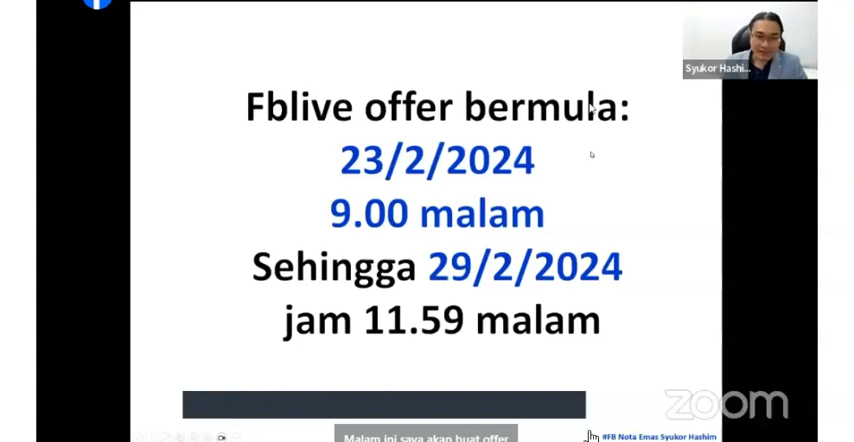 Syukor Hashi...
Fblive offer bermula:
23/2/2024
9.00 malam
Sehingga 29/2/2024
jam 11.59 malam
zoom
Malam ini saya akan buat offer
#FB Nota Emas Syukor Hashim